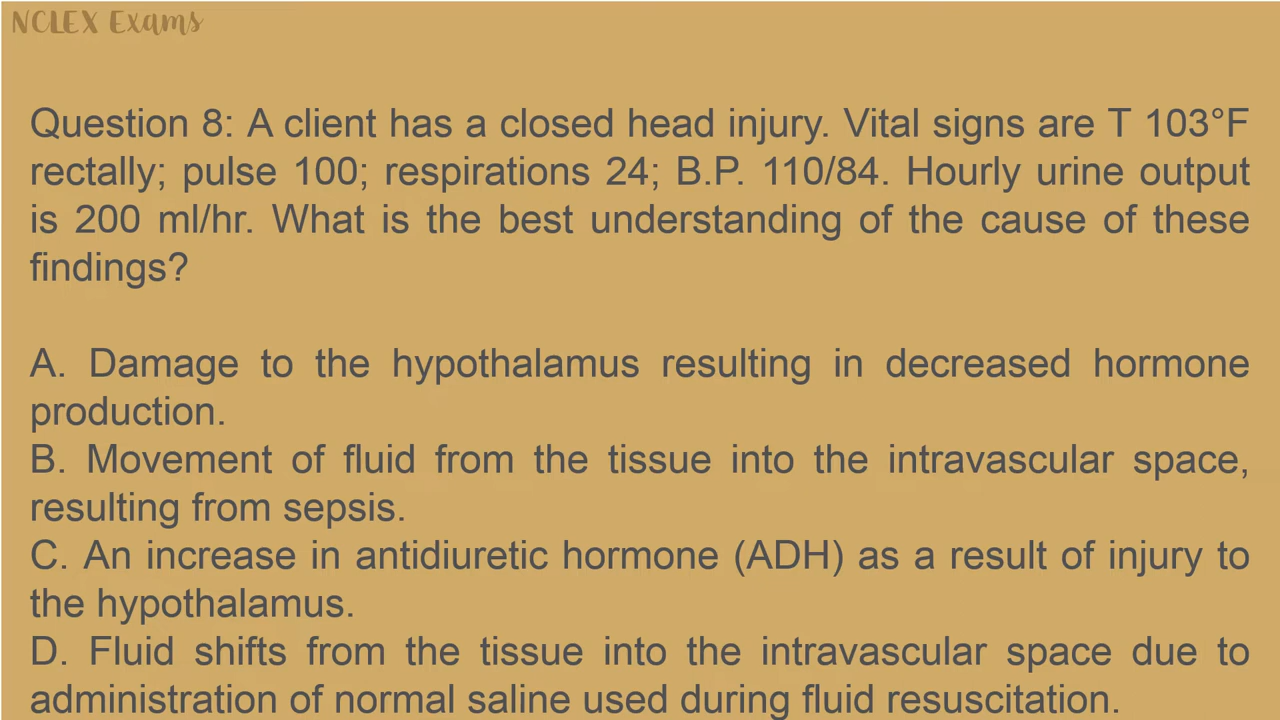 NCLEX Exams
Question 8: A client has a closed head injury. Vital signs are T 103°F
rectally; pulse 100; respirations 24; B.P. 110/84. Hourly urine output
is 200 ml/hr. What is the best understanding of the cause of these
findings?
A. Damage to the hypothalamus resulting in decreased hormone
production.
B. Movement of fluid from the tissue into the intravascular space,
resulting from sepsis.
C. An increase in antidiuretic hormone (ADH) as a result of injury to
the hypothalamus.
D. Fluid shifts from the tissue into the intravascular space due to
administration of normal saline used during fluid resuscitation.